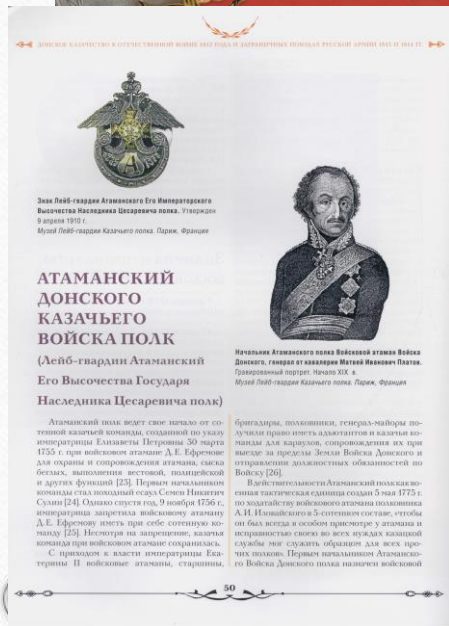 ДОНСКОЕ КАЗАЧЕСТВО В ОТЕЧЕСТВЕННОЙ ВОЙНЕ 1812 ГОДА И ЗАГРАНИЧНЫХ ПОХОДАХ РУССКОЙ АРМИИ 1813 И 1814 ГГ.
Знак Лейб-гвардии Атаманского Его Императорского
Высочества Наследника Цесаревича полка. Утвержден
9 апреля 1910 г.
Музей Лейб-гвардии Казачьего полка. Париж, Франция
АТАМАНСКИЙ
ДОНСКОГО
КАЗАЧЬЕГО
ВОЙСКА ПОЛК
(Лейб-гвардии Атаманский
Его Высочества Государя
Наследника Цесаревича полк)
Начальник Атаманского полка Войсковой атаман Войска
Донского, генерал от кавалерии Матвей Иванович Платов.
Гравированный портрет. Начало XIX в.
Музей Лейб-гвардии Казачьего полка. Париж, Франция
Атаманский полк ведет свое начало от со-
тенной казачьей команды, созданной по указу
императрицы Елизаветы Петровны 30 марта
1755 г. при войсковом атамане Д.Е. Ефремове
для охраны и сопровождения атамана, сыска
беглых, выполнения вестовой, полицейской
и других функций [23]. Первым начальником
команды стал походный есаул Семен Никитин
Сулин [24]. Однако спустя год, 9 ноября 1756 г.,
императрица запретила войсковому атаману
Д.Е. Ефремову иметь при себе сотенную ко-
манду [25]. Несмотря на запрещение, казачья
команда при войсковом атамане сохранилась.
С приходом к власти императрицы Ека-
терины II войсковые атаманы, старшины,
бригадиры, полковники, генерал-майоры по-
лучили право иметь адъютантов и казачьи ко-
манды для караулов, сопровождения их при
выезде за пределы Земли Войска Донского и
отправлении должностных обязанностей по
Войску [26].
В действительности Атаманский полк как во-
енная тактическая единица создан 5 мая 1775 г.
по ходатайству войскового атамана полковника
А.И. Иловайского в 5-сотенном составе, «чтобы
он был всегда в особом присмотре у атамана и
исправностью своею во всех нуждах казацкой
службы мог служить образцом для всех про-
чих полков». Первым начальником Атаманско-
го Войска Донского полка назначен войсковой
50